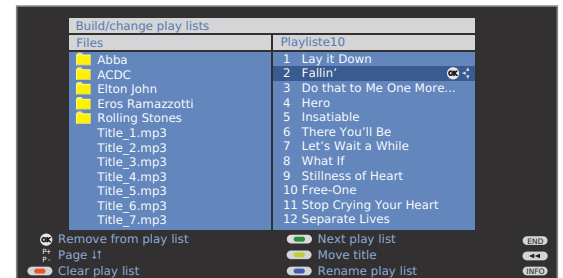 Build/change play lists
Files
Abba
ACDC
Elton John
Eros Ramazzotti
Rolling Stones
Title_1.mp3
Title_2.mp3
Title_3.mp3
Title_4.mp3
Title_5.mp3
Title_6.mp3
Title_7.mp3
Playliste10
1 Lay it Down
2 Fallin’ OK
3 Do that to Me One More...
4 Hero
5 Insatiable
6 There You’ll Be
7 Let’s Wait a While
8 What If
9 Stillness of Heart
10 Free-One
11 Stop Crying Your Heart
12 Separate Lives
OK Remove from play list
P+
P- Page ↓↑
Clear play list
Next play list
Move title
Rename play list
END
◀◀
INFO